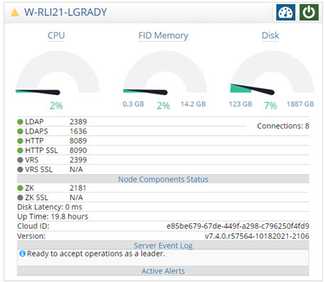 W-RLI21-LGRADY
CPU FID Memory Disk
2% 0.3 GB 2% 14.2 GB 123 GB 7% 1887 GB
LDAP 2389
LDAPS 1636
HTTP 8089
HTTP SSL 8090
VRS 2399
VRS SSL N/A
Connections: 8
Node Components Status
ZK 2181
ZK SSL N/A
Disk Latency: 0 ms
Up Time: 19.8 hours
Cloud ID: e85be679-67de-449f-a298-c796250f4fd9
Version: v7.4.0.r57564-10182021-2106
Server Event Log
Ready to accept operations as a leader.
Active Alerts